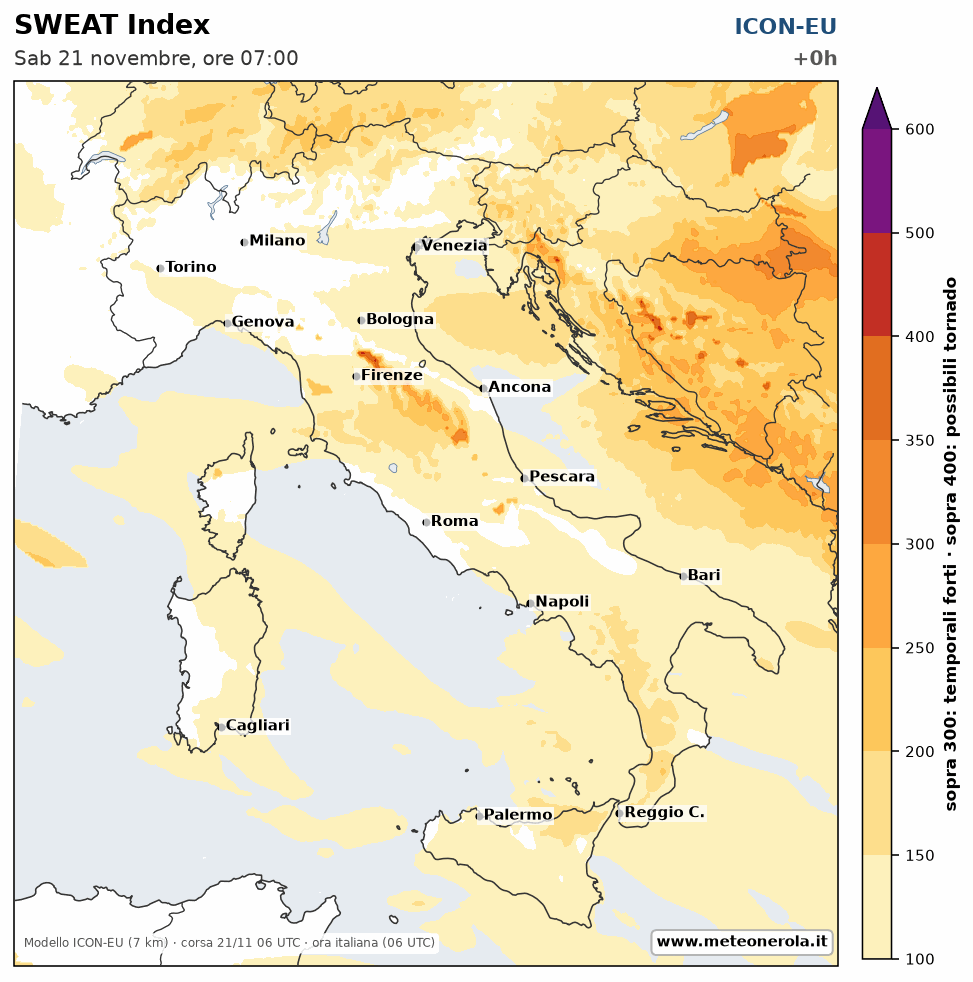 SWEAT Index
ICON-EU
Sab 21 novembre, ore 07:00
+0h
Milano
Venezia
Torino
Genova
Bologna
Firenze
Ancona
Pescara
Roma
Bari
Napoli
Cagliari
Palermo
Reggio C.
Modello ICON-EU (7 km) · corsa 21/11 06 UTC · ora italiana (06 UTC)
www.meteonerola.it
600
500
400
350
300
250
200
150
100
sopra 300: temporali forti · sopra 400: possibili tornado